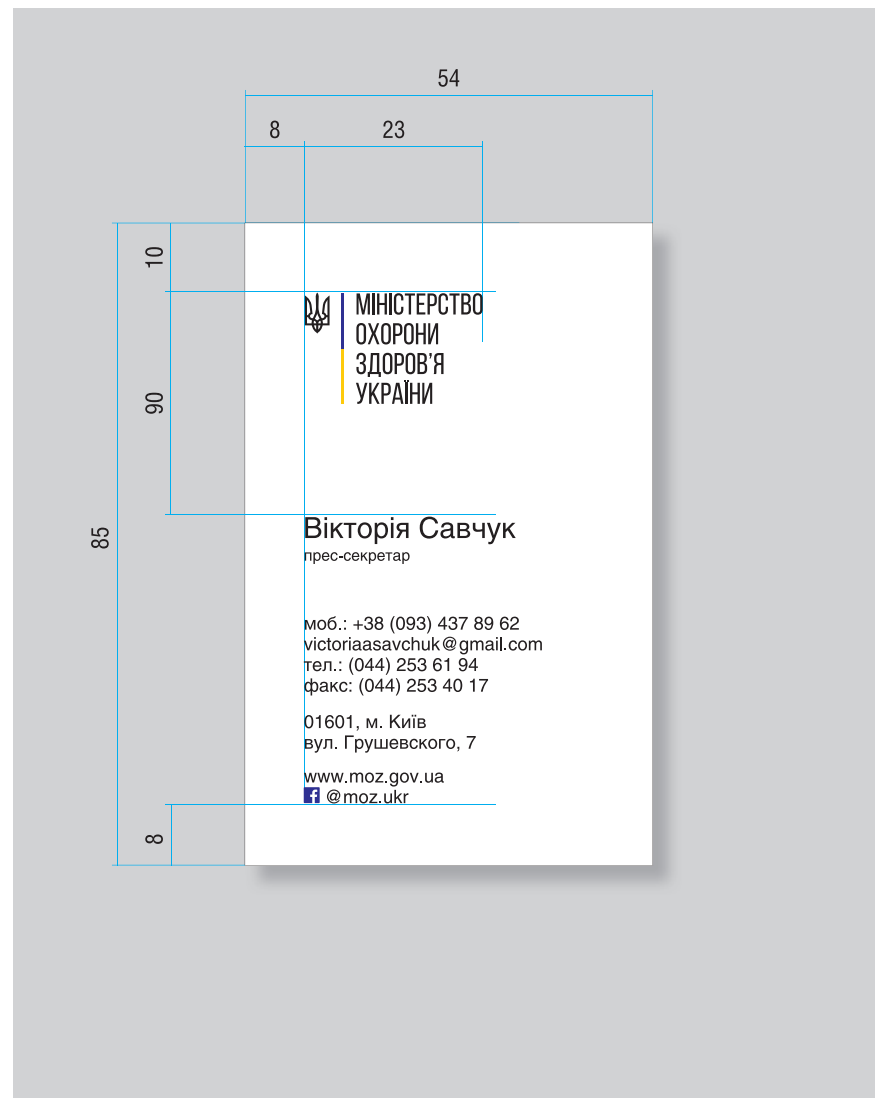 54
8
23
10
90
85
8
МІНІСТЕРСТВО
ОХОРОНИ
ЗДОРОВ’Я
УКРАЇНИ
Вікторія Савчук
прес-секретар
моб.: +38 (093) 437 89 62
victoriaasavchuk@gmail.com
тел.: (044) 253 61 94
факс: (044) 253 40 17
01601, м. Київ
вул. Грушевского, 7
www.moz.gov.ua
@moz.ukr